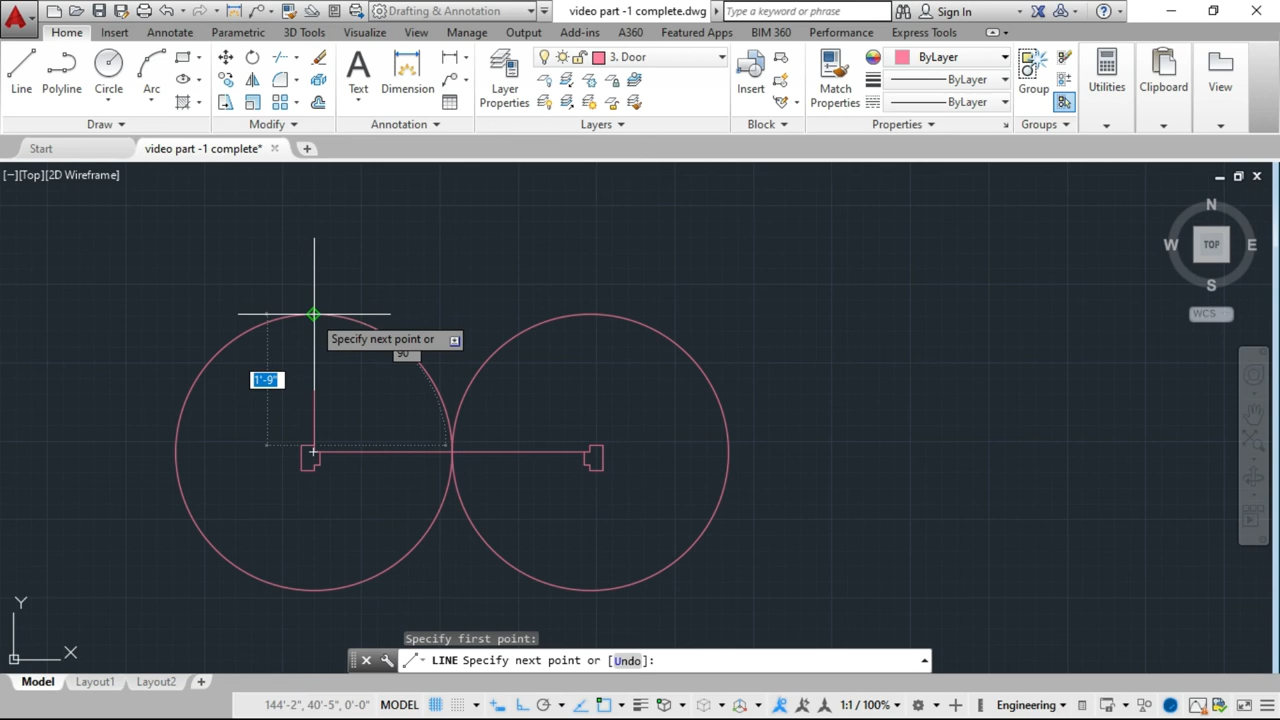 Drafting & Annotation
video part -1 complete.dwg
Type a keyword or phrase
Sign In
Home Insert Annotate Parametric 3D Tools Visualize View Manage Output Add-ins A360 Featured Apps BIM 360 Performance Express Tools
Line Polyline Circle Arc
Text Dimension
Layer Properties
3. Door
Insert
Match Properties
ByLayer
ByLayer
ByLayer
Group
Utilities
Clipboard
View
Draw Modify Annotation Layers Block Properties Groups
Start
video part -1 complete*
[−][Top][2D Wireframe]
N
W TOP E
S
WCS
Specify next point or
90
1'-9"
Specify first point:
LINE Specify next point or [Undo]:
Y
X
Model Layout1 Layout2
144'-2", 40'-5", 0'-0" MODEL 1:1 / 100% Engineering